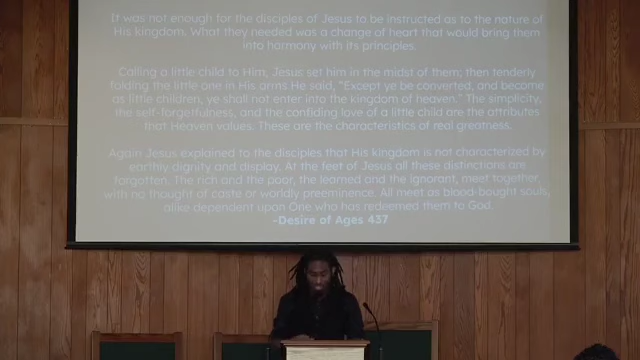 It was not enough for the disciples of Jesus to be instructed as to the nature of
His kingdom. What they needed was a change of heart that would bring them
into harmony with its principles.
Calling a little child to Him, Jesus set him in the midst of them; then tenderly
folding the little one in His arms He said, “Except ye be converted, and become
as little children, ye shall not enter into the kingdom of heaven.” The simplicity,
the self-forgetfulness, and the confiding love of a little child are the attributes
that Heaven values. These are the characteristics of real greatness.
Again Jesus explained to the disciples that His kingdom is not characterized by
earthly dignity and display. At the feet of Jesus all these distinctions are
forgotten. The rich and the poor, the learned and the ignorant, meet together,
with no thought of caste or worldly preeminence. All meet as blood-bought souls,
alike dependent upon One who has redeemed them to God.
-Desire of Ages 437